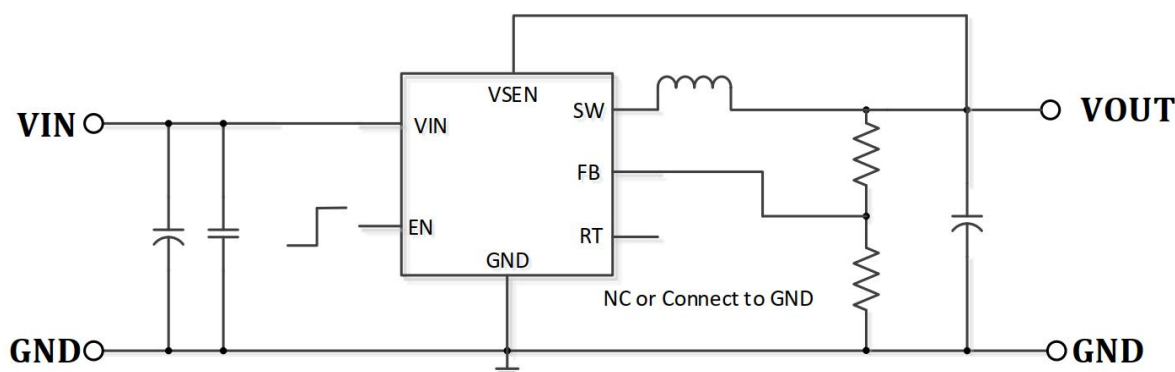 VSEN
SW
VIN
VIN
VOUT
FB
EN
RT
GND
NC or Connect to GND
GND
GND